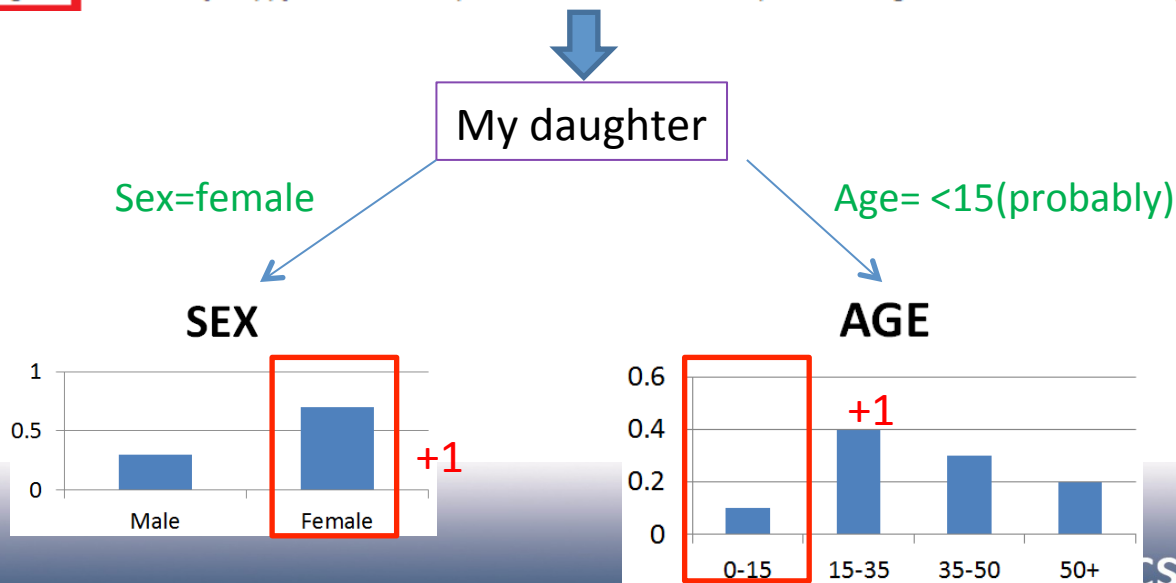 My daughter
Sex=female
Age= <15(probably)
SEX
AGE
1
0.5
0
Male
Female
+1
0.6
0.4
0.2
0
+1
0-15
15-35
35-50
50+